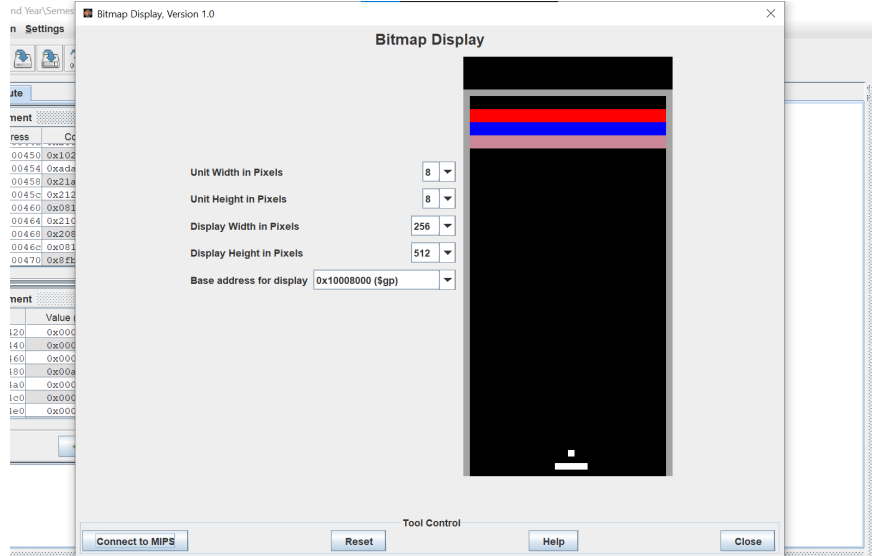 nd Year\Semes
Bitmap Display, Version 1.0
n Settings
Bitmap Display
ute
ment
ress Co
00450 0x102
00454 0xada
00458 0x21a
0045c 0x212
00460 0x081
00464 0x210
00468 0x208
0046c 0x081
00470 0x8fb
Unit Width in Pixels 8
Unit Height in Pixels 8
Display Width in Pixels 256
Display Height in Pixels 512
Base address for display 0x10008000 ($gp)
ment
Value
420 0x000
440 0x000
460 0x000
480 0x00a
4a0 0x000
4c0 0x000
4e0 0x000
Tool Control
Connect to MIPS Reset Help Close